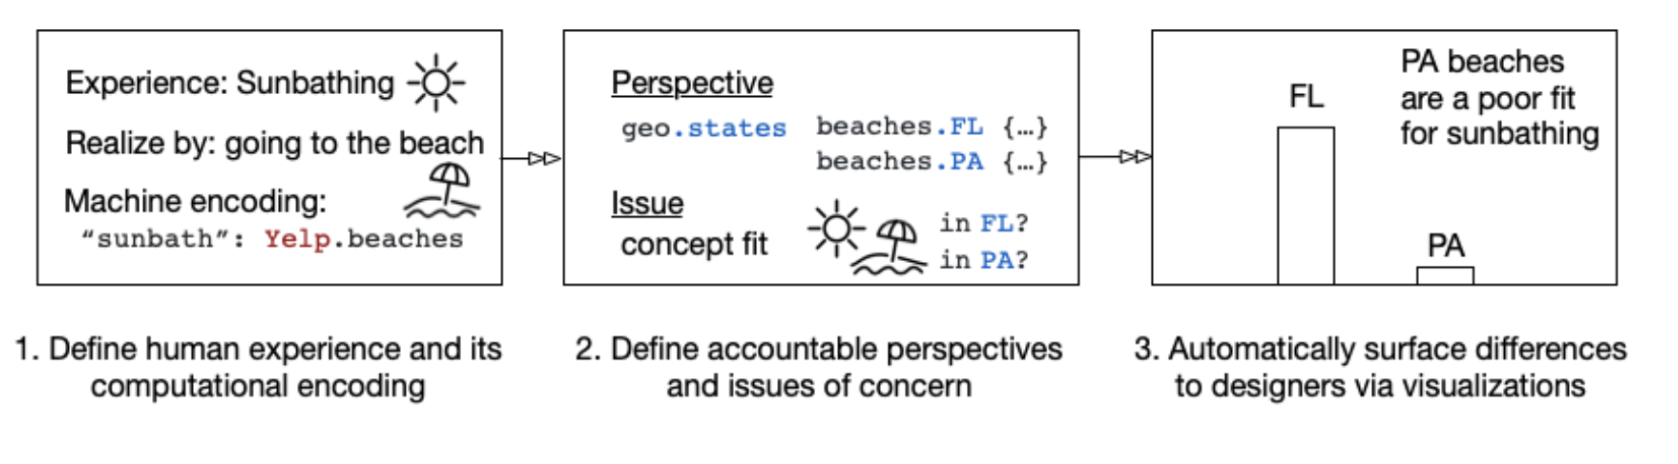 Experience: Sunbathing
Realize by: going to the beach
Machine encoding:
“sunbath”: Yelp.beaches
Perspective
geo.states beaches.FL {…}
beaches.PA {…}
Issue
concept fit
in FL?
in PA?
FL
PA
PA beaches
are a poor fit
for sunbathing
1. Define human experience and its
computational encoding
2. Define accountable perspectives
and issues of concern
3. Automatically surface differences
to designers via visualizations